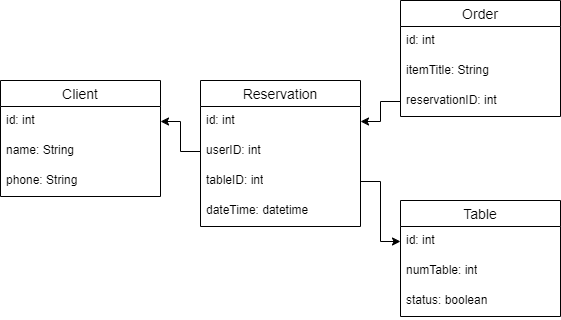 Order
id: int
itemTitle: String
reservationID: int
Client
id: int
name: String
phone: String
Reservation
id: int
userID: int
tableID: int
dateTime: datetime
Table
id: int
numTable: int
status: boolean